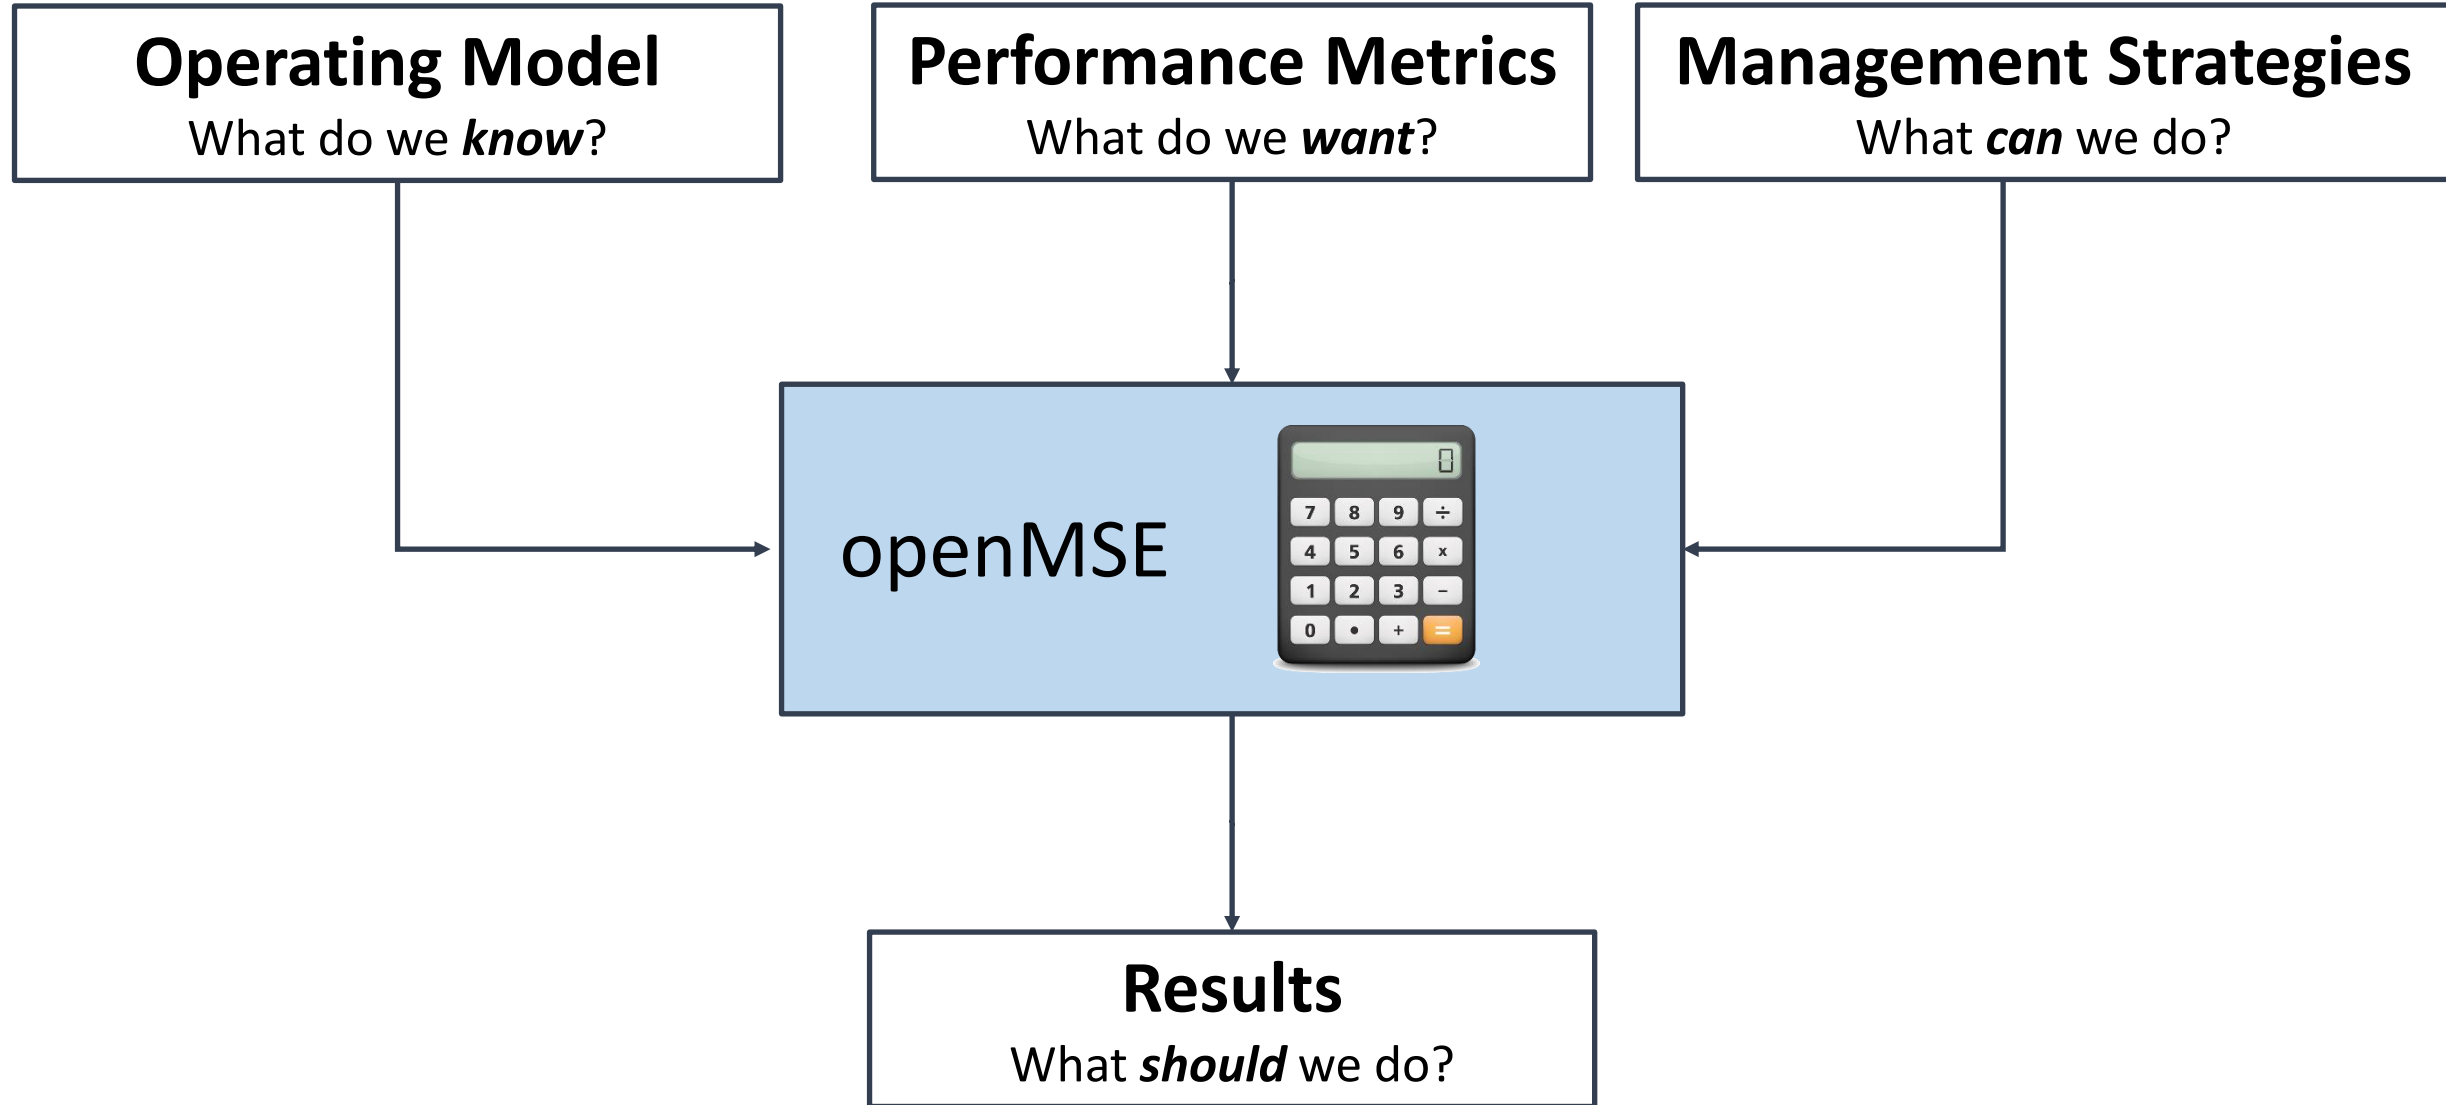 Operating Model
What do we know?
Performance Metrics
What do we want?
Management Strategies
What can we do?
openMSE
0
7 8 9 ÷
4 5 6 x
1 2 3 −
0 • + =
Results
What should we do?